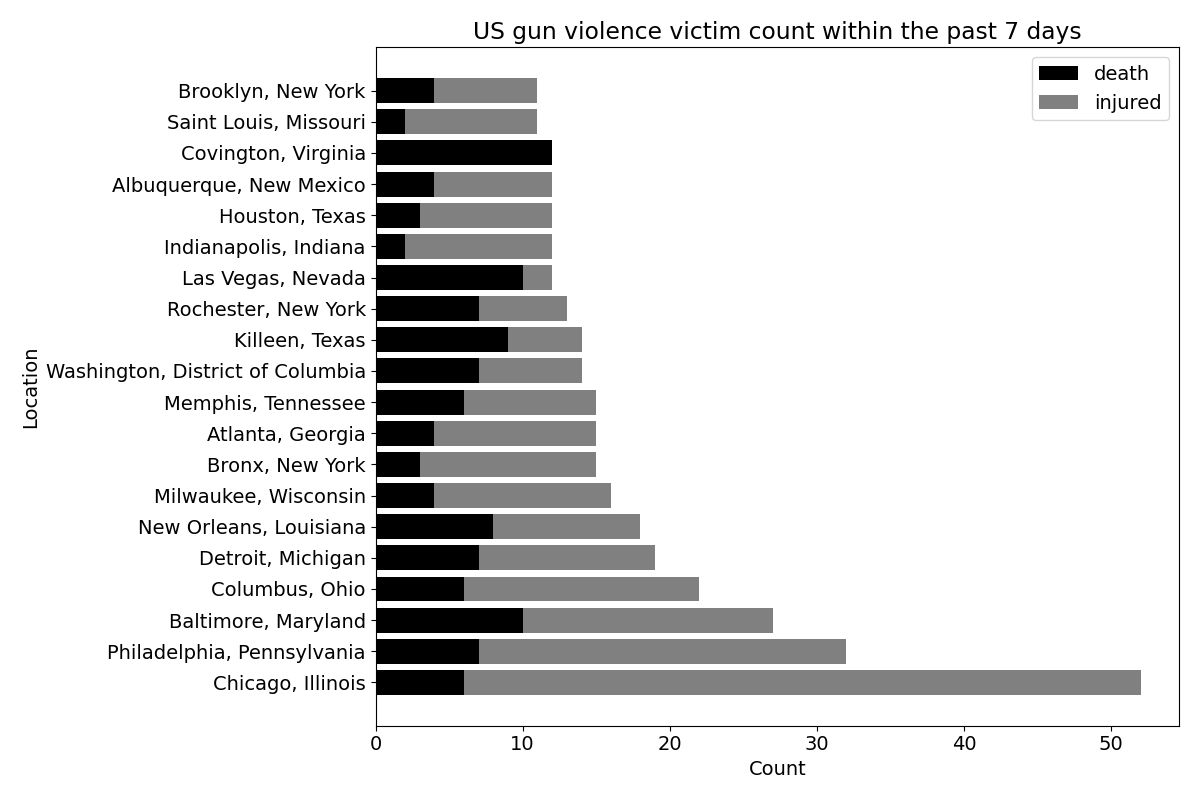 US gun violence victim count within the past 7 days
death
injured
Brooklyn, New York
Saint Louis, Missouri
Covington, Virginia
Albuquerque, New Mexico
Houston, Texas
Indianapolis, Indiana
Las Vegas, Nevada
Rochester, New York
Killeen, Texas
Washington, District of Columbia
Memphis, Tennessee
Atlanta, Georgia
Bronx, New York
Milwaukee, Wisconsin
New Orleans, Louisiana
Detroit, Michigan
Columbus, Ohio
Baltimore, Maryland
Philadelphia, Pennsylvania
Chicago, Illinois
Location
0 10 20 30 40 50
Count